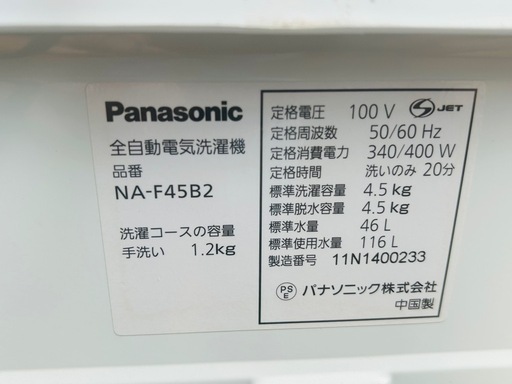 Panasonic
全自動電気洗濯機
品番
NA-F45B2
洗濯コースの容量
手洗い 1.2kg
定格電圧 100 V S JET
定格周波数 50/60 Hz
定格消費電力 340/400 W
定格時間 洗いのみ 20分
標準洗濯容量 4.5 kg
標準脱水容量 4.5 kg
標準水量 46 L
標準使用水量 116 L
製造番号 11N1400233
PS E パナソニック株式会社
中国製